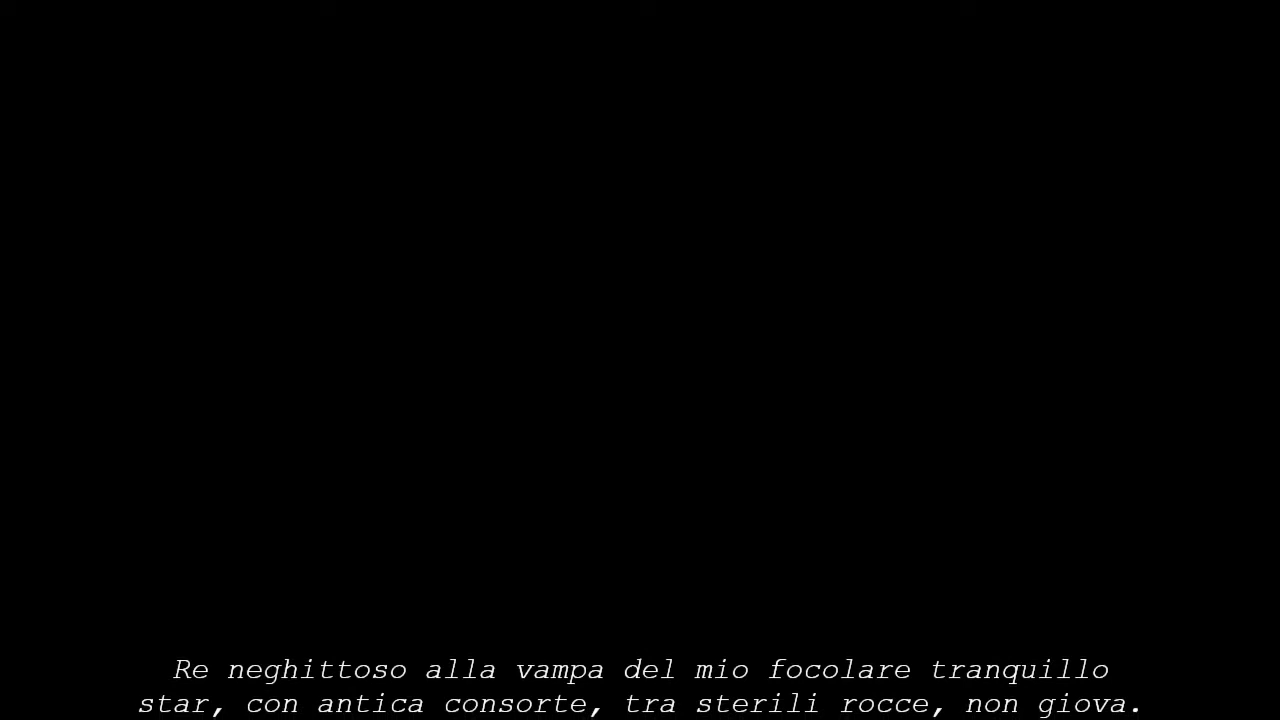 Re neghittoso alla vampa del mio focolare tranquillo
star, con antica consorte, tra sterili rocce, non giova.